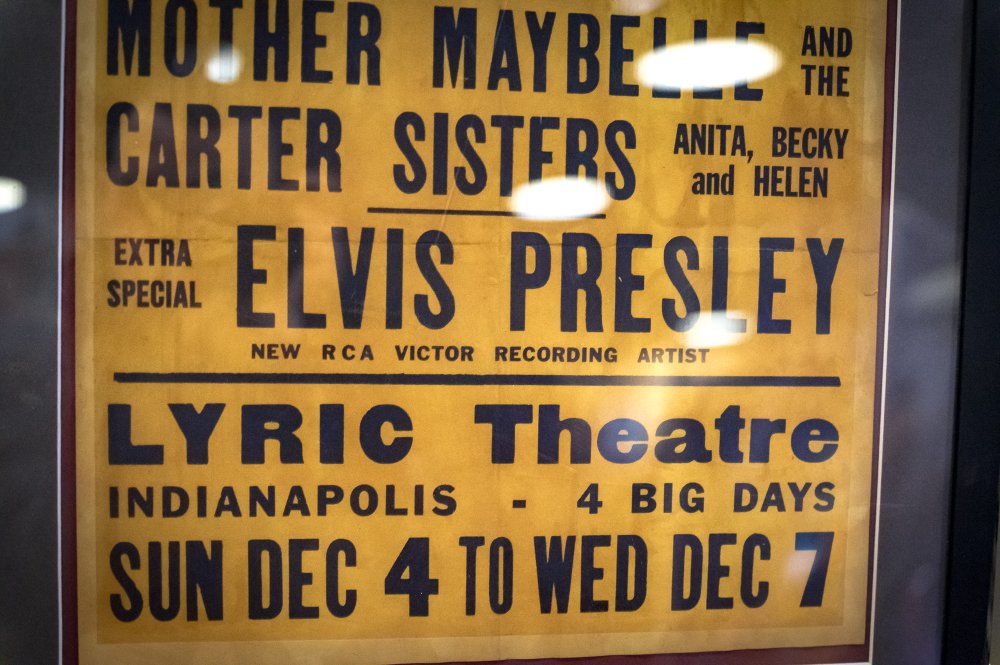 MOTHER MAYBELLE AND THE
CARTER SISTERS ANITA, BECKY and HELEN
EXTRA SPECIAL ELVIS PRESLEY
NEW RCA VICTOR RECORDING ARTIST
LYRIC Theatre
INDIANAPOLIS - 4 BIG DAYS
SUN DEC 4 TO WED DEC 7